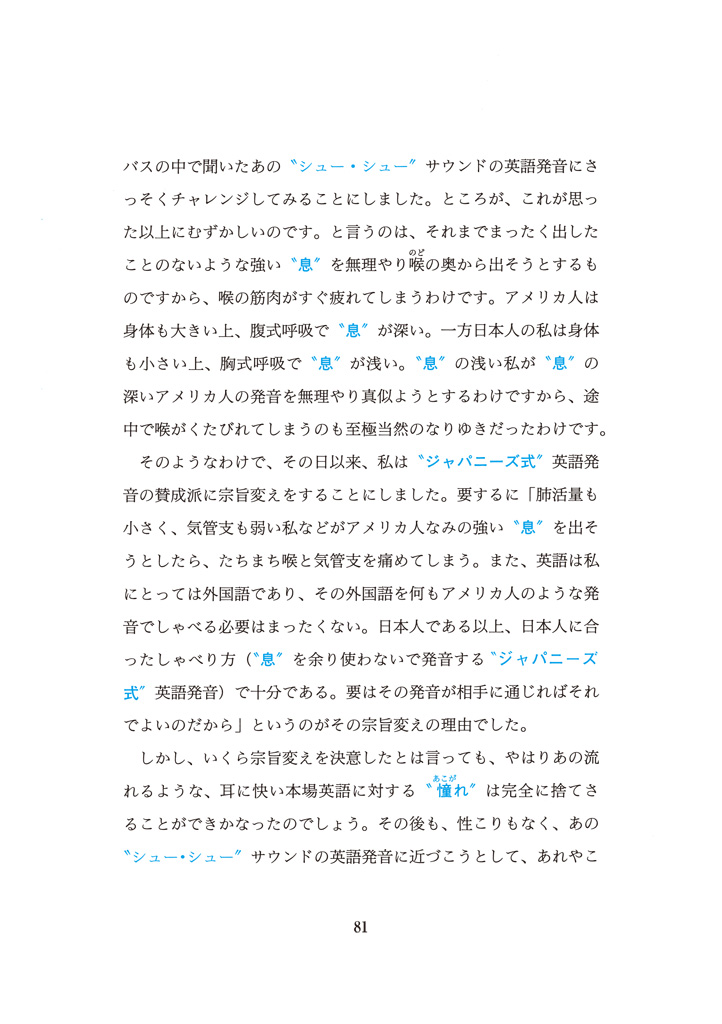 バスの中で聞いたあの〝シュー・シュー〞サウンドの英語発音にさ
っそくチャレンジしてみることにしました。ところが、これが思っ
た以上にむずかしいのです。と言うのは、それまでまったく出した
のど
ことのないような強い〝息〞を無理やり喉の奥から出そうとするも
のですから、喉の筋肉がすぐ疲れてしまうわけです。アメリカ人は
身体も大きい上、腹式呼吸で〝息〞が深い。一方日本人の私は身体
も小さい上、胸式呼吸で〝息〞が浅い。〝息〞の浅い私が〝息〞の
深いアメリカ人の発音を無理やり真似ようとするわけですから、途
中で喉がくたびれてしまうのも至極当然のなりゆきだったわけです。
そのようなわけで、その日以来、私は〝ジャパニーズ式〞英語発
音の賛成派に宗旨変えをすることにしました。要するに「肺活量も
小さく、気管支も弱い私などがアメリカ人なみの強い〝息〞を出そ
うとしたら、たちまち喉と気管支を痛めてしまう。また、英語は私
にとっては外国語であり、その外国語を何もアメリカ人のような発
音でしゃべる必要はまったくない。日本人である以上、日本人に合
ったしゃべり方（〝息〞を余り使わないで発音する〝ジャパニーズ
式〞英語発音）で十分である。要はその発音が相手に通じればそれ
でよいのだから」というのがその宗旨変えの理由でした。
しかし、いくら宗旨変えを決意したとは言っても、やはりあの流
あこが
れるような、耳に快い本場英語に対する〝憧れ〞は完全に捨てさ
ることができかなったのでしょう。その後も、性こりもなく、あの
〝シュー・シュー〞サウンドの英語発音に近づこうとして、あれやこ
81